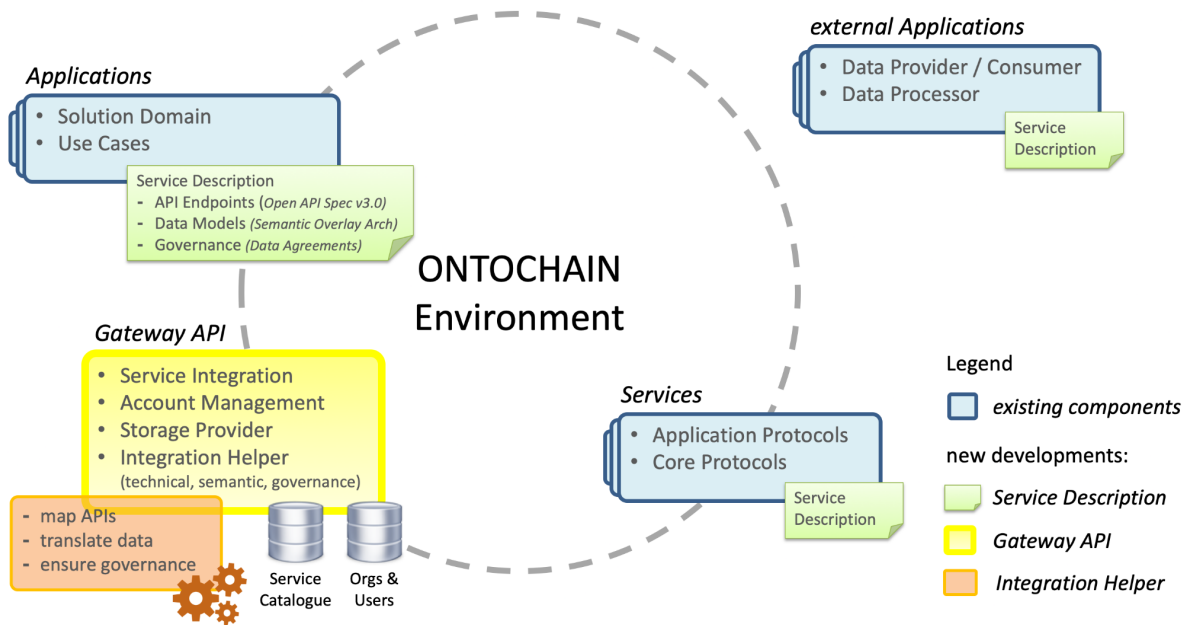 external Applications
• Data Provider / Consumer
• Data Processor
Service
Description
Applications
• Solution Domain
• Use Cases
Service Description
- API Endpoints (Open API Spec v3.0)
- Data Models (Semantic Overlay Arch)
- Governance (Data Agreements)
ONTOCHAIN
Environment
Gateway API
• Service Integration
• Account Management
• Storage Provider
• Integration Helper
(technical, semantic, governance)
- map APIs
- translate data
- ensure governance
Service
Catalogue
Orgs &
Users
Services
• Application Protocols
• Core Protocols
Service
Description
Legend
existing components
new developments:
Service Description
Gateway API
Integration Helper